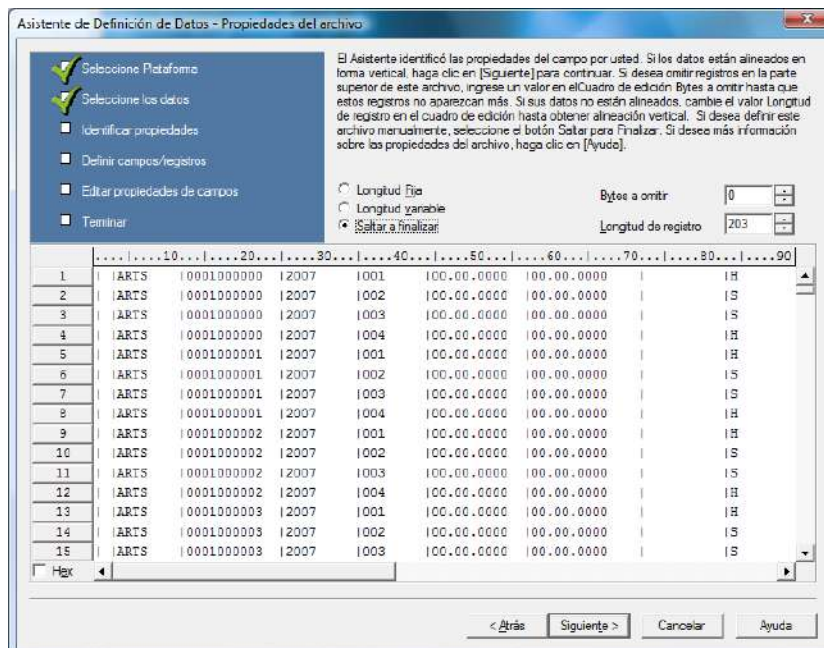 Asistente de Definición de Datos - Propiedades del archivo
Seleccione Plataforma
Seleccione los datos
Identificar propiedades
Definir campos/registros
Editar propiedades de campos
Terminar
El Asistente identificó las propiedades del campo por usted. Si los datos están alineados en
forma vertical, haga clic en [Siguiente] para continuar. Si desea omitir registros en la parte
superior de este archivo, ingrese un valor en elCuadro de edición Bytes a omitir hasta que
estos registros no aparezcan más. Si sus datos no están alineados, cambie el valor Longitud
de registro en el cuadro de edición hasta obtener alineación vertical. Si desea definir este
archivo manualmente, seleccione el botón Saltar para Finalizar. Si desea más información
sobre las propiedades del archivo, haga clic en [Ayuda].
Longitud Fija
Longitud variable
Saltar a finalizar
Bytes a omitir 0
Longitud de registro 203
....|....10...|....20...|....30...|....40...|....50...|....60...|....70...|....80...|....90
1 | |ARTS |0001000000 |2007 |001 |00.00.0000 |00.00.0000 | |H
2 | |ARTS |0001000000 |2007 |002 |00.00.0000 |00.00.0000 | |S
3 | |ARTS |0001000000 |2007 |003 |00.00.0000 |00.00.0000 | |S
4 | |ARTS |0001000000 |2007 |004 |00.00.0000 |00.00.0000 | |H
5 | |ARTS |0001000001 |2007 |001 |00.00.0000 |00.00.0000 | |H
6 | |ARTS |0001000001 |2007 |002 |00.00.0000 |00.00.0000 | |S
7 | |ARTS |0001000001 |2007 |003 |00.00.0000 |00.00.0000 | |S
8 | |ARTS |0001000001 |2007 |004 |00.00.0000 |00.00.0000 | |H
9 | |ARTS |0001000002 |2007 |001 |00.00.0000 |00.00.0000 | |H
10 | |ARTS |0001000002 |2007 |002 |00.00.0000 |00.00.0000 | |S
11 | |ARTS |0001000002 |2007 |003 |00.00.0000 |00.00.0000 | |S
12 | |ARTS |0001000002 |2007 |004 |00.00.0000 |00.00.0000 | |H
13 | |ARTS |0001000003 |2007 |001 |00.00.0000 |00.00.0000 | |H
14 | |ARTS |0001000003 |2007 |002 |00.00.0000 |00.00.0000 | |S
15 | |ARTS |0001000003 |2007 |003 |00.00.0000 |00.00.0000 | |S
Hex
< Atrás Siguiente > Cancelar Ayuda